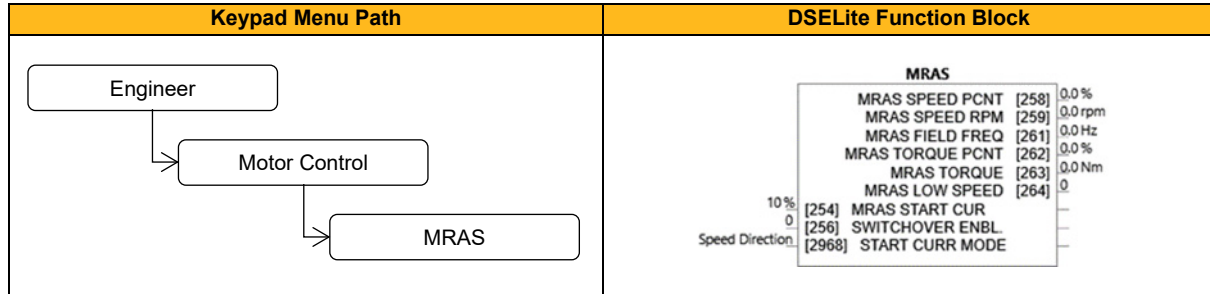 Keypad Menu Path
DSELite Function Block
Engineer
Motor Control
MRAS
MRAS
MRAS SPEED PCNT [258] 0.0 %
MRAS SPEED RPM [259] 0.0 rpm
MRAS FIELD FREQ [261] 0.0 Hz
MRAS TORQUE PCNT [262] 0.0 %
MRAS TORQUE [263] 0.0 Nm
MRAS LOW SPEED [264] 0
10 % [254] MRAS START CUR
0 [256] SWITCHOVER ENBL.
Speed Direction [2968] START CURR MODE